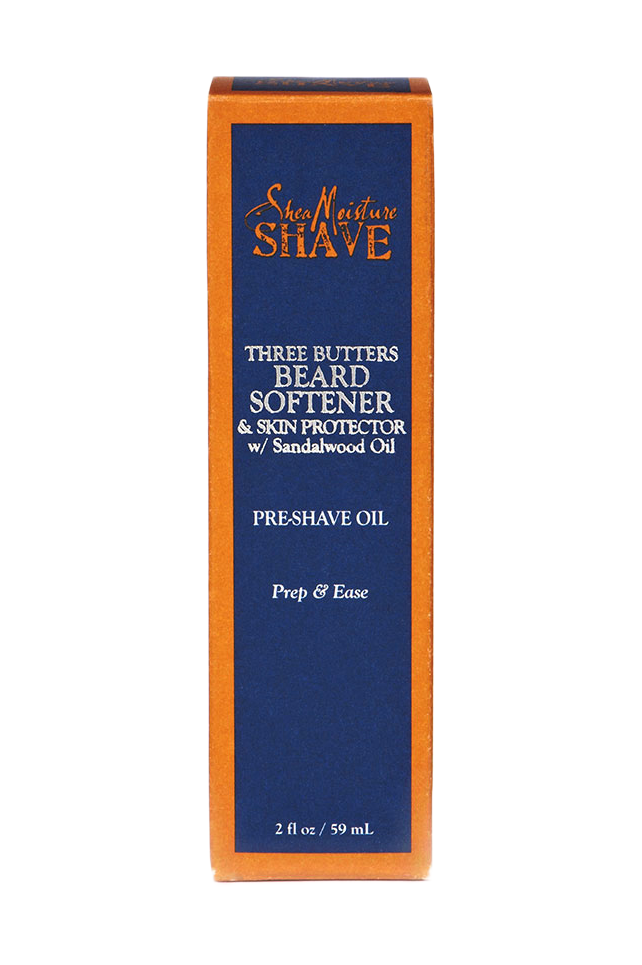 SheaMoisture
SHAVE
THREE BUTTERS
BEARD
SOFTENER
& SKIN PROTECTOR
w/ Sandalwood Oil
PRE-SHAVE OIL
Prep & Ease
2 fl oz / 59 mL